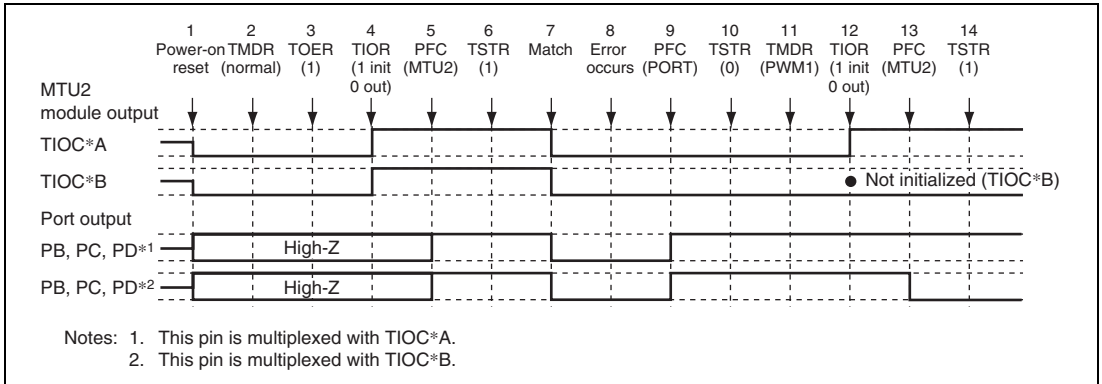 1 2 3 4 5 6 7 8 9 10 11 12 13 14
Power-on TMDR TOER TIOR PFC TSTR Match Error PFC TSTR TMDR TIOR PFC TSTR
reset (normal) (1) (1 init (MTU2) (1) occurs (PORT) (0) (PWM1) (1 init (MTU2) (1)
0 out) 0 out)
MTU2
module output
TIOC*A
TIOC*B
● Not initialized (TIOC*B)
Port output
PB, PC, PD*1 High-Z
PB, PC, PD*2 High-Z
Notes: 1. This pin is multiplexed with TIOC*A.
2. This pin is multiplexed with TIOC*B.